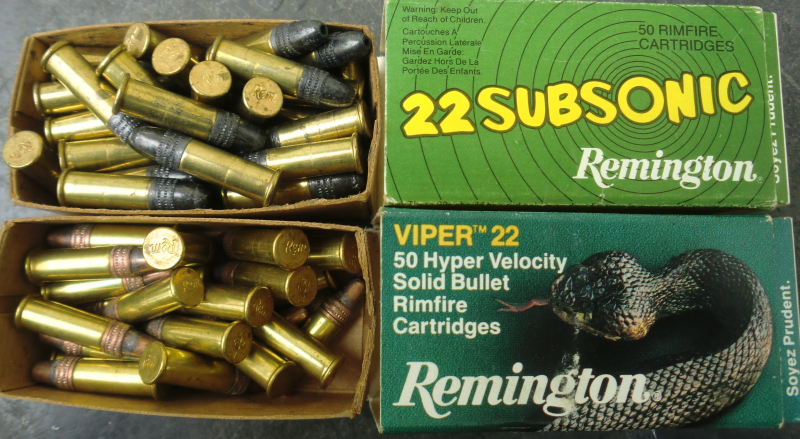 Warning: Keep Out
of Reach of Children.
Cartouches À
Percussion Latérale
Mise En Garde:
Gardez Hors De La
Portée Des Enfants.
50 RIMFIRE
CARTRIDGES
22 SUBSONIC
Remington®
Soyez Prudent.
VIPER™ 22
50 Hyper Velocity
Solid Bullet
Rimfire
Cartridges
Remington®
Soyez Prudent.
Rem
Rem